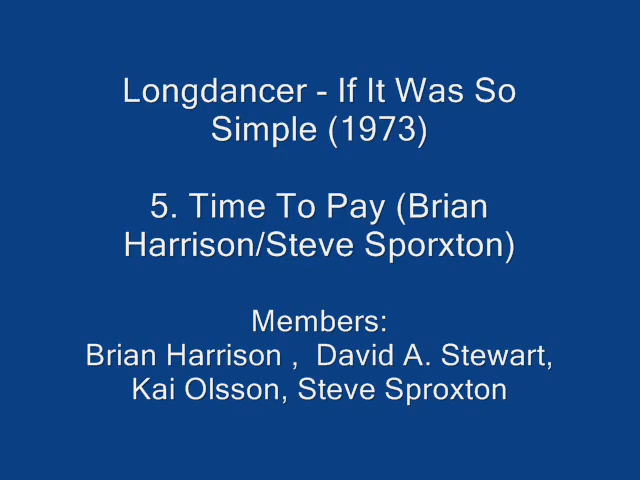 Longdancer - If It Was So
Simple (1973)
5. Time To Pay (Brian
Harrison/Steve Sporxton)
Members:
Brian Harrison ,  David A. Stewart,
Kai Olsson, Steve Sproxton